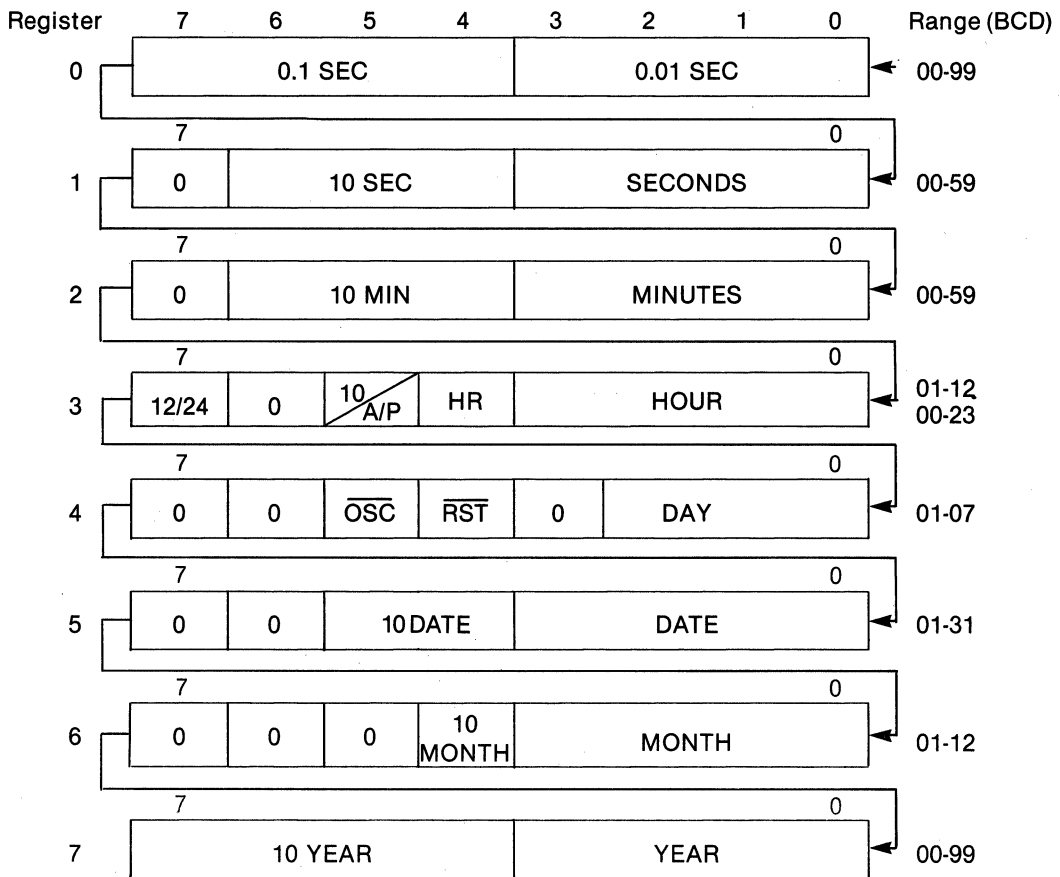 Register 7 6 5 4 3 2 1 0 Range (BCD)
0 0.1 SEC 0.01 SEC 00-99
7 0
1 0 10 SEC SECONDS 00-59
7 0
2 0 10 MIN MINUTES 00-59
7 0
3 12/24 0 10 A/P HR HOUR 01-12
00-23
7 0
4 0 0 OSC RST 0 DAY 01-07
7 0
5 0 0 10 DATE DATE 01-31
7 0
6 0 0 0 10 MONTH MONTH 01-12
7 0
7 10 YEAR YEAR 00-99